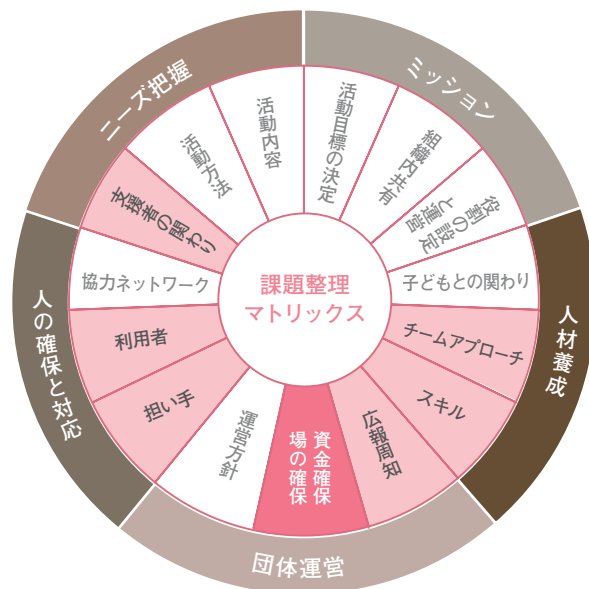 課題整理
マトリックス
ミッション
活動目標の決定
組織内共有
役割の設定
と運営
人材養成
子どもとの関わり
チームアプローチ
スキル
団体運営
広報周知
資金確保
場の確保
運営方針
人の確保と対応
担い手
利用者
協力ネットワーク
ニーズ把握
支援者の関わり
活動方法
活動内容